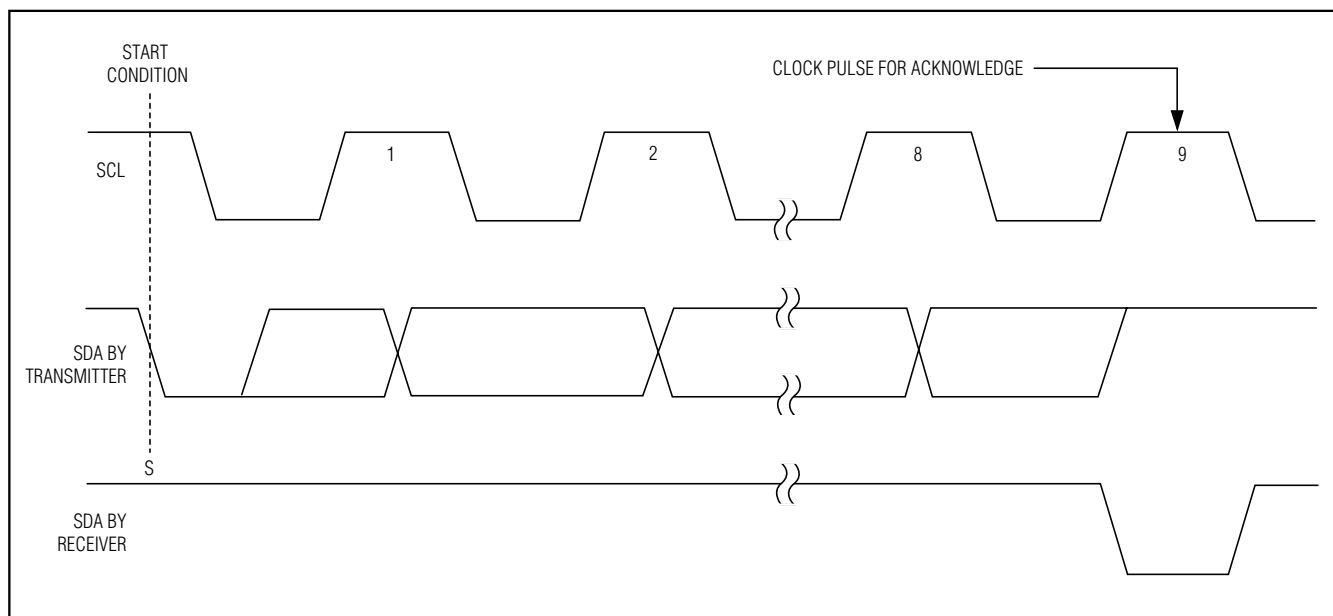 START
CONDITION
CLOCK PULSE FOR ACKNOWLEDGE
SCL
1
2
8
9
SDA BY
TRANSMITTER
S
SDA BY
RECEIVER